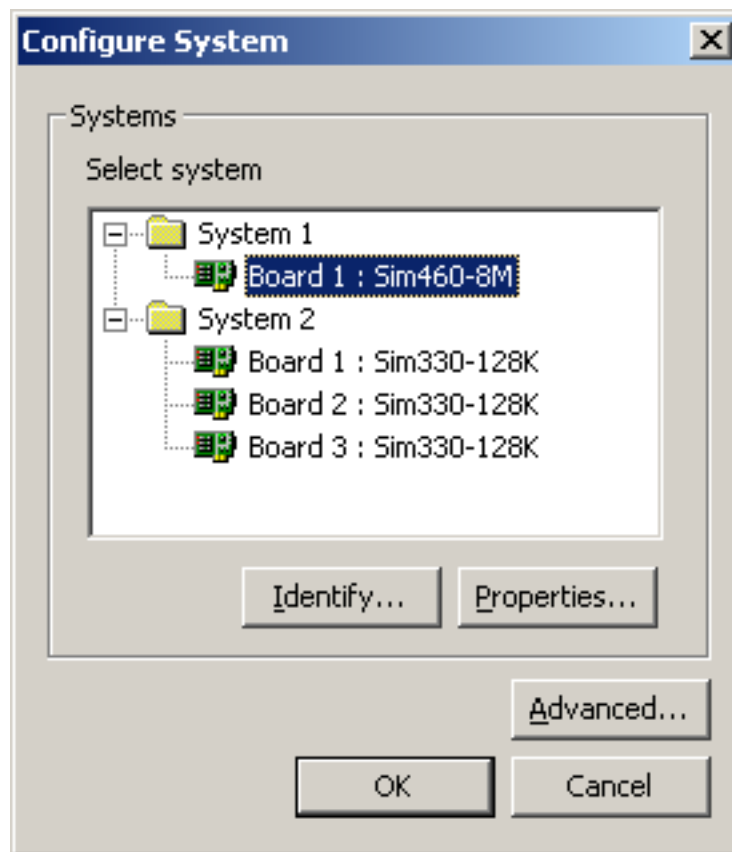 Configure System
Systems
Select system
System 1
Board 1 : Sim460-8M
System 2
Board 1 : Sim330-128K
Board 2 : Sim330-128K
Board 3 : Sim330-128K
Identify... Properties...
Advanced...
OK Cancel